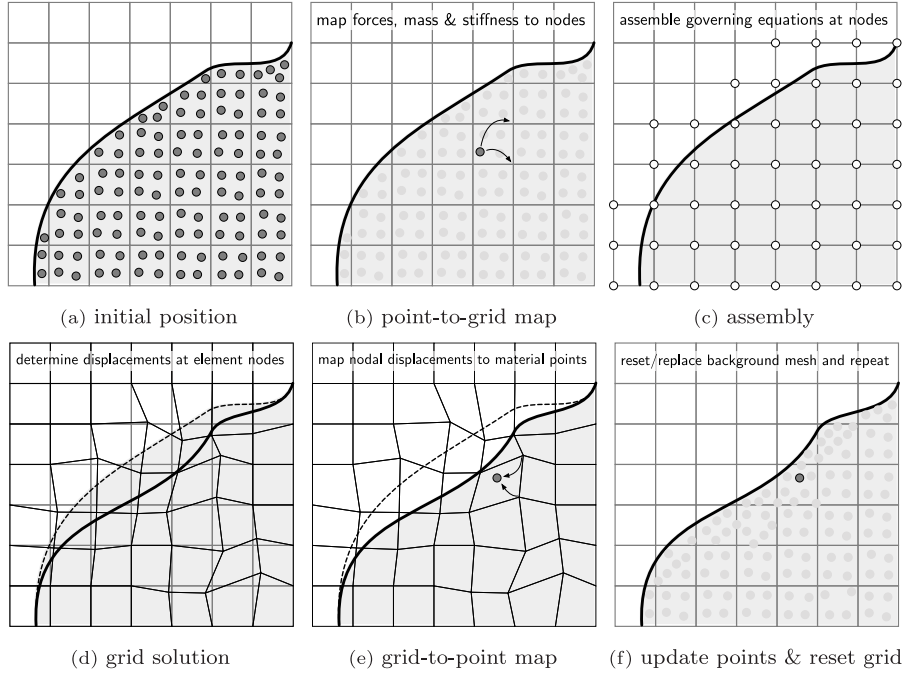 map forces, mass & stiffness to nodes
assemble governing equations at nodes
(a) initial position
(b) point-to-grid map
(c) assembly
determine displacements at element nodes
map nodal displacements to material points
reset/replace background mesh and repeat
(d) grid solution
(e) grid-to-point map
(f) update points & reset grid